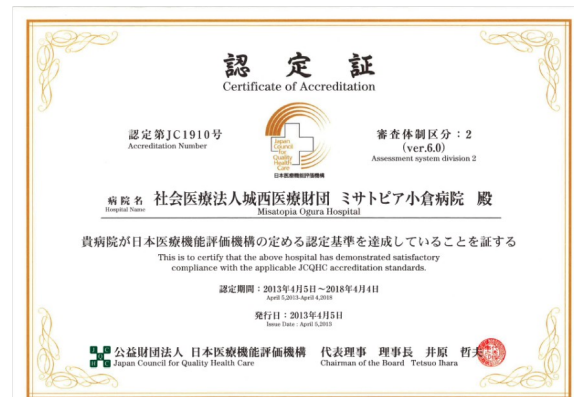 認定証
Certificate of Accreditation
認定第JC1910号
Accreditation Number
Japan
Council
for
Quality
Health
Care
日本医療機能評価機構
審査体制区分：2
(ver.6.0)
Assessment system division 2
病院名 社会医療法人城西医療財団 ミサトピア小倉病院 殿
Hospital Name Misatopia Ogura Hospital
貴病院が日本医療機能評価機構の定める認定基準を達成していることを証する
This is to certify that the above hospital has demonstrated satisfactory
compliance with the applicable JCQHC accreditation standards.
認定期間：2013年4月5日～2018年4月4日
April 5,2013-April 4,2018
発行日：2013年4月5日
Issue Date : April 5,2013
公益財団法人 日本医療機能評価機構 代表理事 理事長 井原 哲夫
Japan Council for Quality Health Care Chairman of the Board Tetsuo Ihara